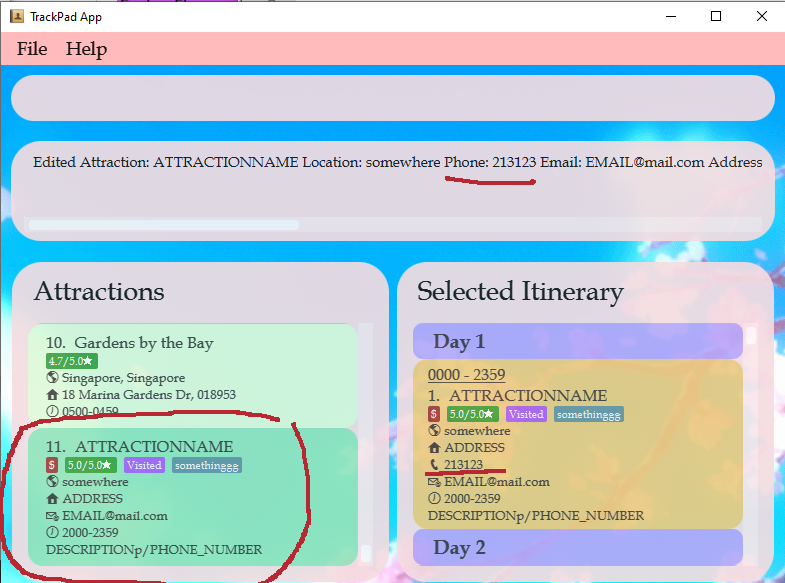 TrackPad App
File Help
Edited Attraction: ATTRACTIONNAME Location: somewhere Phone: 213123 Email: EMAIL@mail.com Address
Attractions
10. Gardens by the Bay
4.7/5.0★
Singapore, Singapore
18 Marina Gardens Dr, 018953
0500-0459
11. ATTRACTIONNAME
$ 5.0/5.0★ Visited somethinggg
somewhere
ADDRESS
EMAIL@mail.com
2000-2359
DESCRIPTIONp/PHONE_NUMBER
Selected Itinerary
Day 1
0000 - 2359
1. ATTRACTIONNAME
$ 5.0/5.0★ Visited somethinggg
somewhere
ADDRESS
213123
EMAIL@mail.com
2000-2359
DESCRIPTIONp/PHONE_NUMBER
Day 2